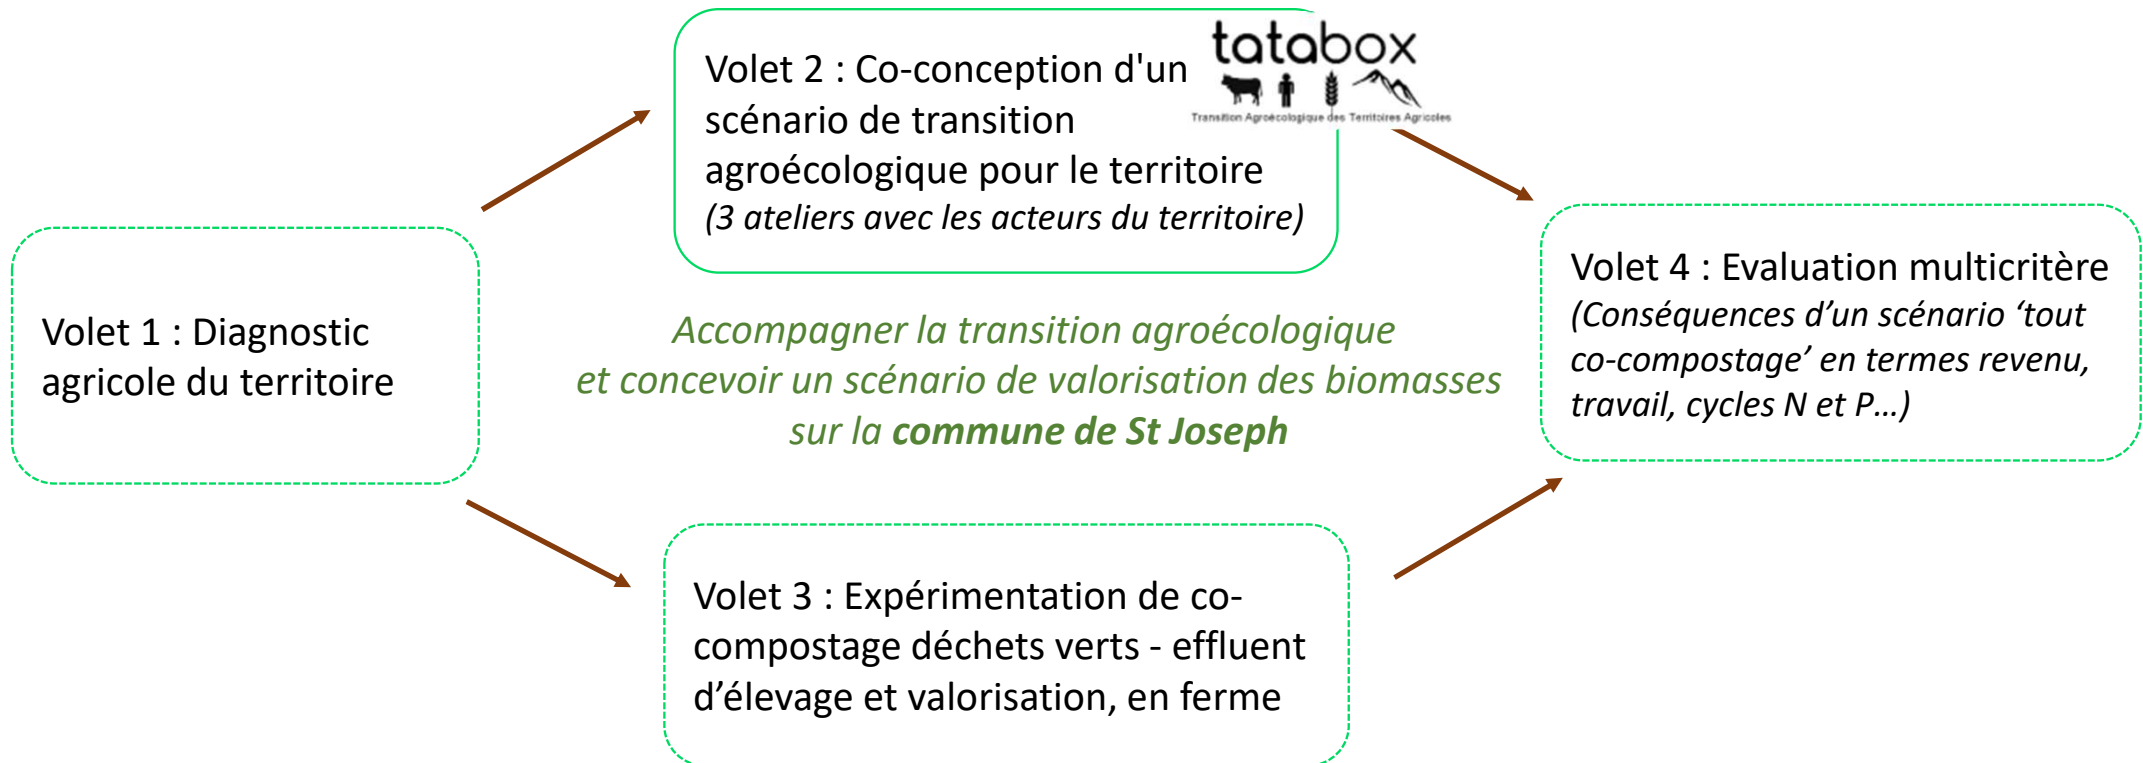 Volet 1 : Diagnostic
agricole du territoire
Volet 2 : Co-conception d'un
scénario de transition
agroécologique pour le territoire
(3 ateliers avec les acteurs du territoire)
tatabox
Transition Agroécologique des Territoires Agricoles
Accompagner la transition agroécologique
et concevoir un scénario de valorisation des biomasses
sur la commune de St Joseph
Volet 3 : Expérimentation de co-
compostage déchets verts - effluent
d’élevage et valorisation, en ferme
Volet 4 : Evaluation multicritère
(Conséquences d’un scénario ‘tout
co-compostage’ en termes revenu,
travail, cycles N et P…)